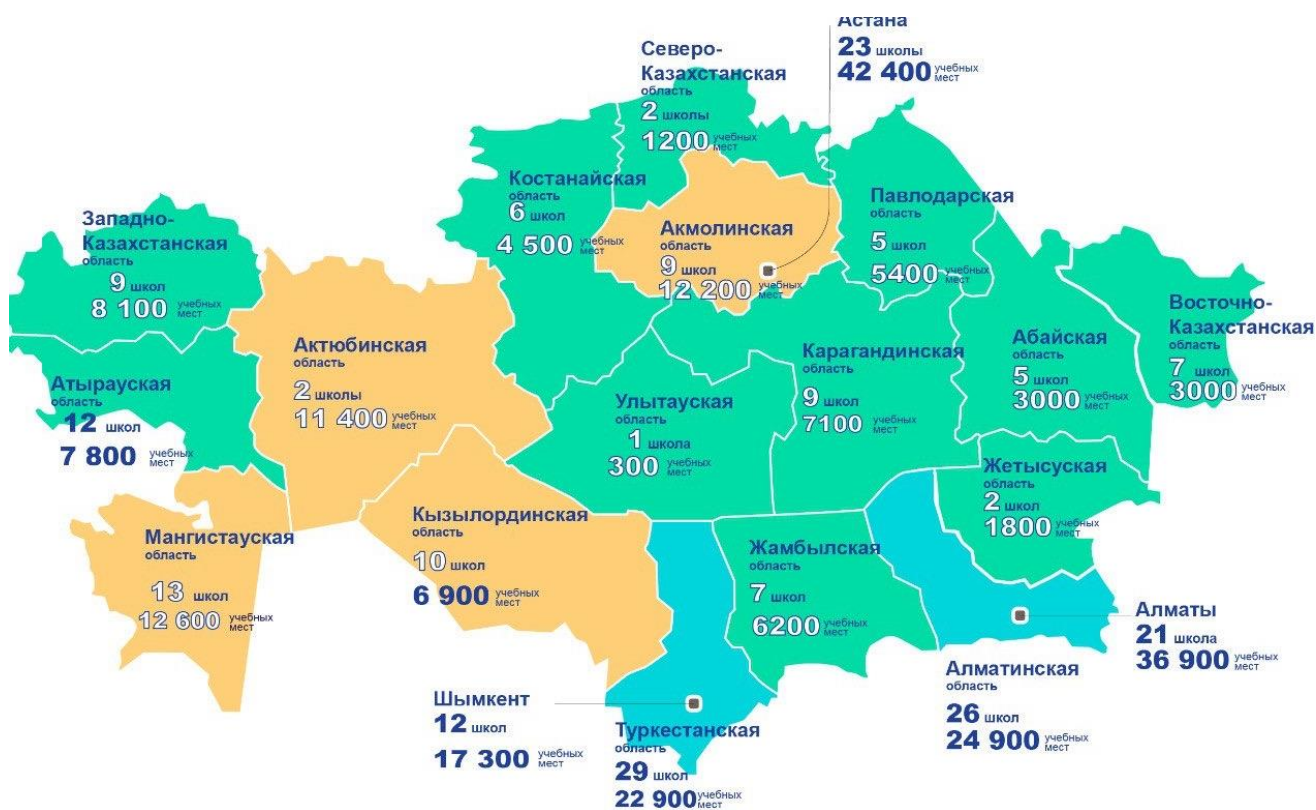 Астана
23 школы
42 400 учебных мест
Северо-
Казахстанская
область
2 школы
1200 учебных мест
Костанайская
область
6 школ
4 500 учебных мест
Акмолинская
область
9 школ
12 200 учебных мест
Павлодарская
область
5 школ
5400 учебных мест
Западно-
Казахстанская
область
9 школ
8 100 учебных мест
Актюбинская
область
2 школы
11 400 учебных мест
Атырауская
область
12 школ
7 800 учебных мест
Улытауская
область
1 школа
300 учебных мест
Карагандинская
область
9 школ
7100 учебных мест
Абайская
область
5 школ
3000 учебных мест
Восточно-
Казахстанская
область
7 школ
3000 учебных мест
Жетысуская
область
2 школ
1800 учебных мест
Мангистауская
область
13 школ
12 600 учебных мест
Кызылординская
область
10 школ
6 900 учебных мест
Жамбылская
область
7 школ
6200 учебных мест
Алматы
21 школа
36 900 учебных мест
Алматинская
область
26 школ
24 900 учебных мест
Шымкент
12 школ
17 300 учебных мест
Туркестанская
область
29 школ
22 900 учебных мест